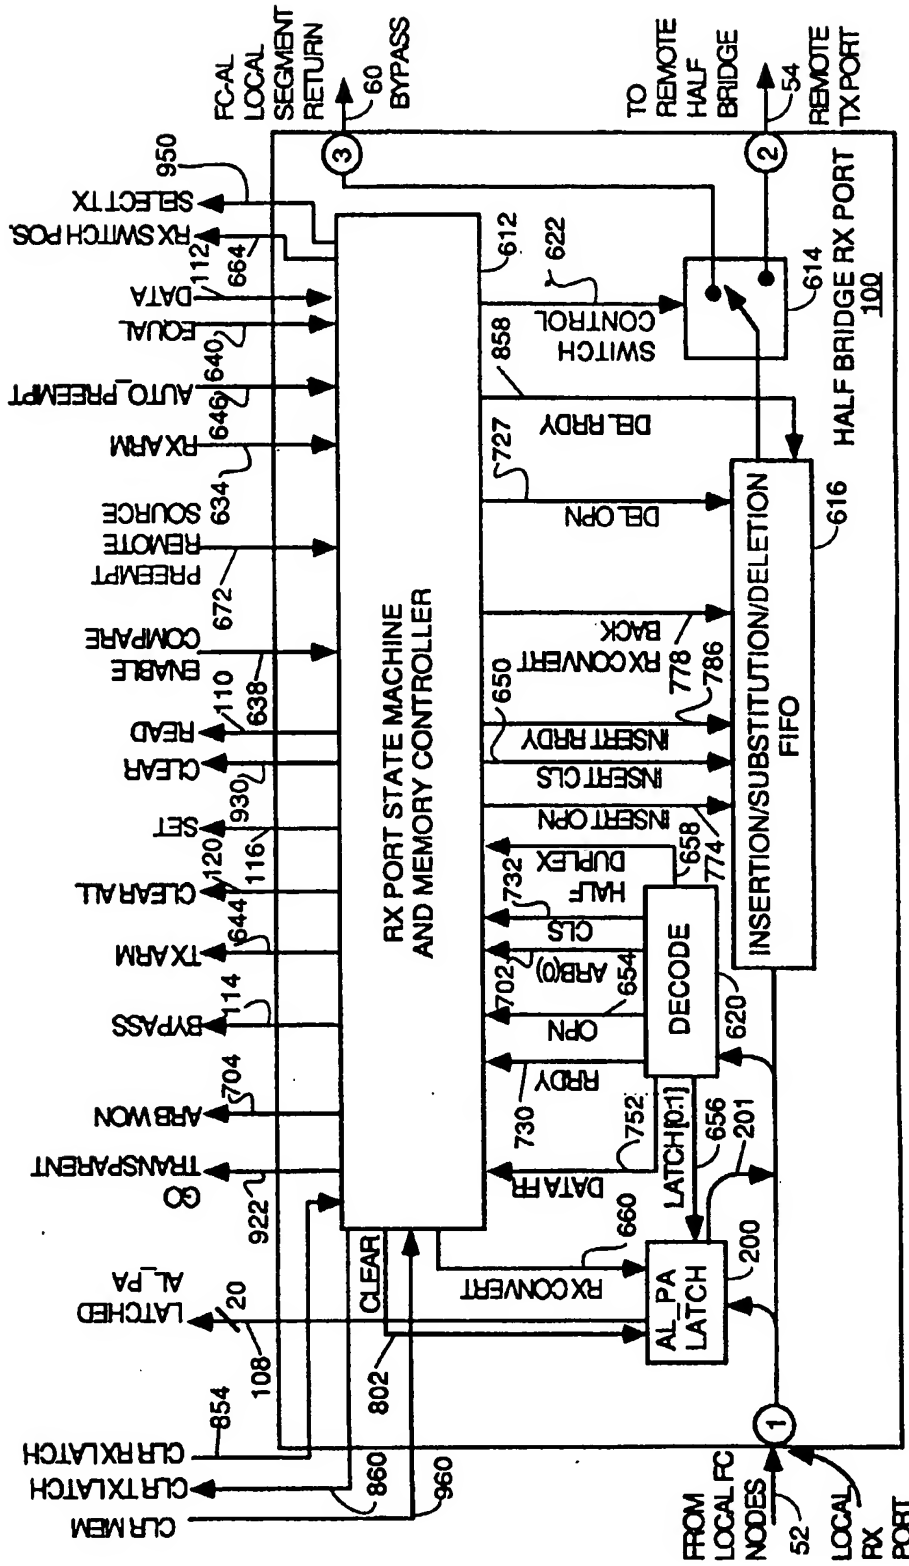 FC-AL
LOCAL
SEGMENT
RETURN
60
BYPASS
3
TO
REMOTE
HALF
BRIDGE
54
REMOTE
TX PORT
2
HALF BRIDGE RX PORT
100
950
SELECT TX
RX SWITCH POS.
664
112
DATA
EQUAL
640
AUTO_PREEMPT
646
RX ARM
634
SOURCE
REMOTE
PREEMPT
672
COMPARE
ENABLE
638
110
READ
CLEAR
930
SET
116
120
CLEAR ALL
644
TX ARM
114
BYPASS
704
ARB WON
TRANSPARENT
GO
922
AL_PA
LATCHED
20
108
CLR RX LATCH
854
CLR TX LATCH
860
CLR MEM
960
RX PORT STATE MACHINE
AND MEMORY CONTROLLER
612
622
SWITCH
CONTROL
614
858
DEL RRDY
727
DEL OPN
RX CONVERT
BACK
778
786
INSERT RRDY
650
INSERT CLS
INSERT OPN
774
658
HALF
DUPLEX
732
CLS
702
ARB(0)
654
OPN
RRDY
730
DECODE
620
INSERTION/SUBSTITUTION/DELETION
FIFO
616
752
DATA FR
LATCH[0:1]
656
201
CLEAR
802
RX CONVERT
660
AL_PA
LATCH
200
1
FROM
LOCAL FC
NODES
52
LOCAL
RX
PORT